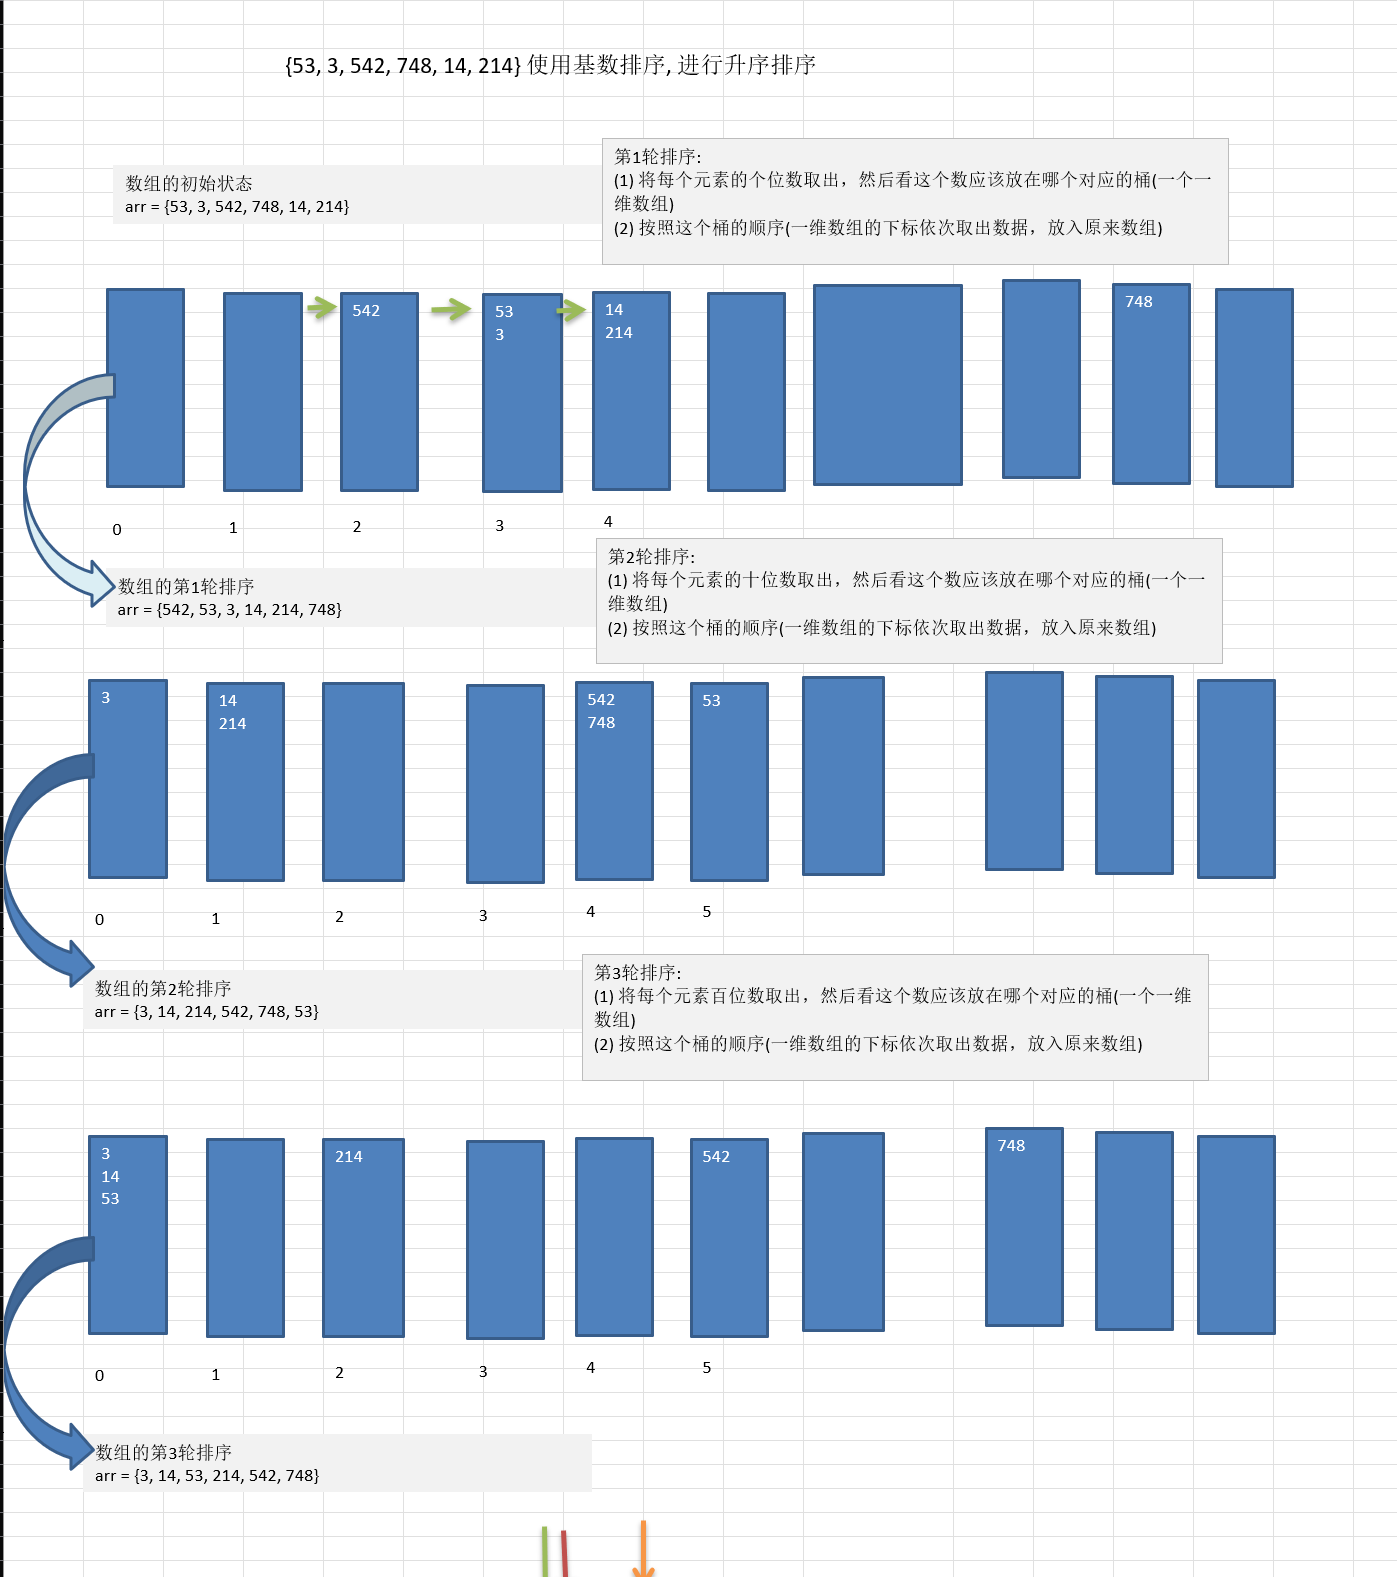 {53, 3, 542, 748, 14, 214} 使用基数排序, 进行升序排序
数组的初始状态
arr = {53, 3, 542, 748, 14, 214}
第1轮排序:
(1) 将每个元素的个位数取出，然后看这个数应该放在哪个对应的桶(一个一
维数组)
(2) 按照这个桶的顺序(一维数组的下标依次取出数据，放入原来数组)
542
53
3
14
214
748
0
1
2
3
4
数组的第1轮排序
arr = {542, 53, 3, 14, 214, 748}
第2轮排序:
(1) 将每个元素的十位数取出，然后看这个数应该放在哪个对应的桶(一个一
维数组)
(2) 按照这个桶的顺序(一维数组的下标依次取出数据，放入原来数组)
3
14
214
542
748
53
0
1
2
3
4
5
数组的第2轮排序
arr = {3, 14, 214, 542, 748, 53}
第3轮排序:
(1) 将每个元素百位数取出，然后看这个数应该放在哪个对应的桶(一个一维
数组)
(2) 按照这个桶的顺序(一维数组的下标依次取出数据，放入原来数组)
3
14
53
214
542
748
0
1
2
3
4
5
数组的第3轮排序
arr = {3, 14, 53, 214, 542, 748}